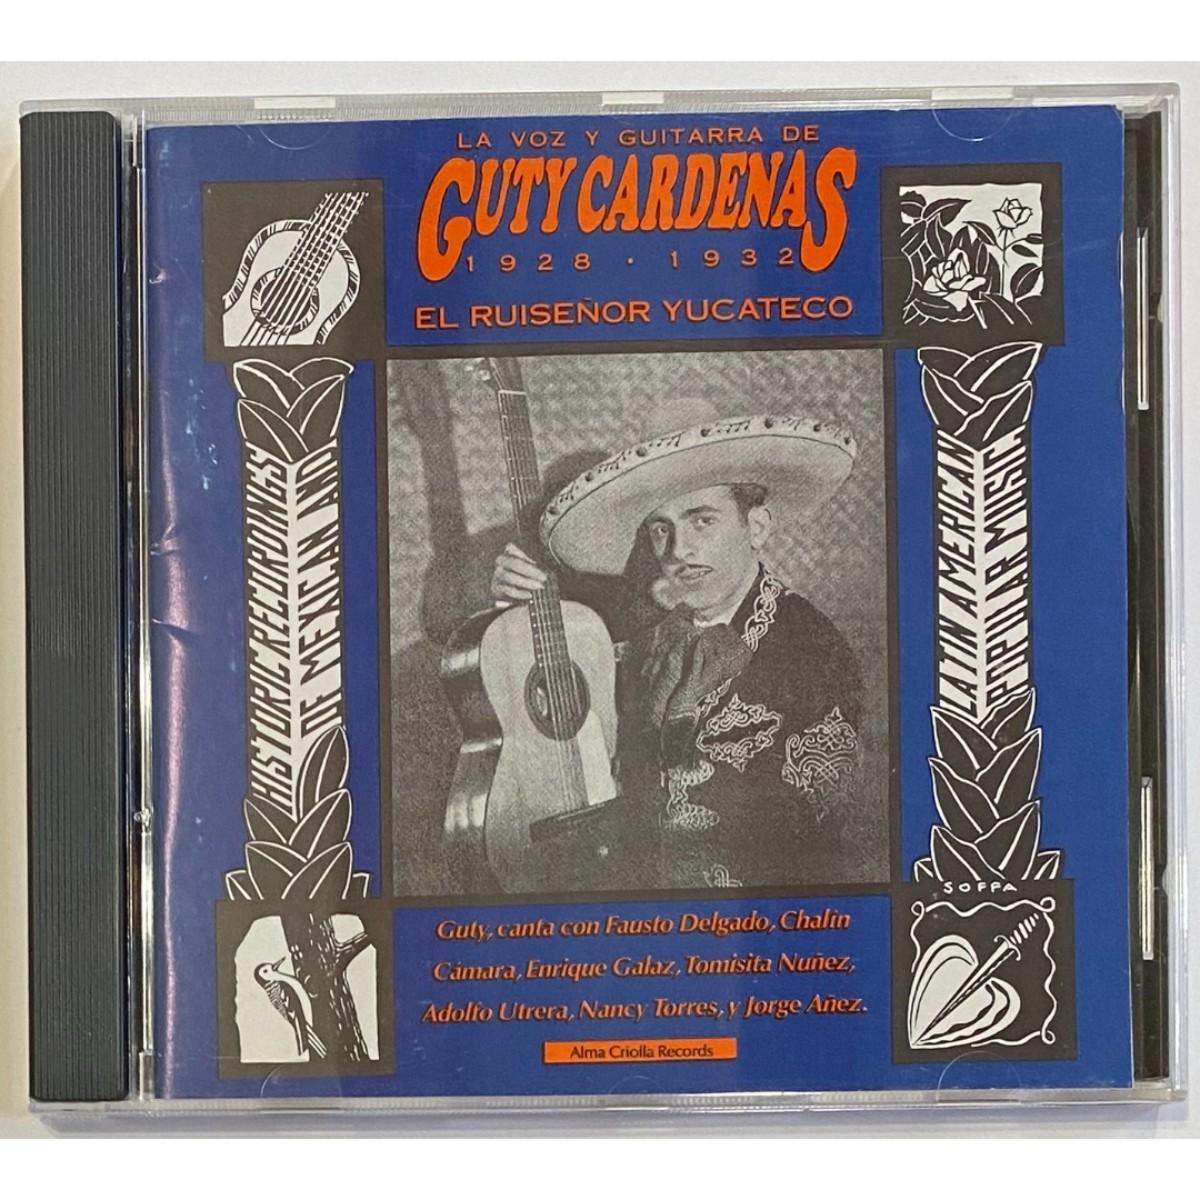 LA VOZ Y GUITARRA DE
GUTY CARDENAS
1928 · 1932
EL RUISEÑOR YUCATECO
HISTORIC RECORDINGS
OF MEXICAN AND
LATIN AMERICAN
POPULAR MUSIC
SOFFA
Guty, canta con Fausto Delgado, Chalín
Cámara, Enrique Galaz, Tomisita Nuñez,
Adolfo Utrera, Nancy Torres, y Jorge Añez.
Alma Criolla Records